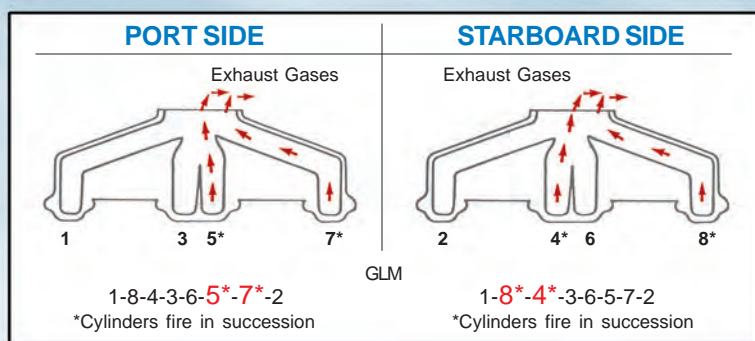 PORT SIDE
STARBOARD SIDE
Exhaust Gases
Exhaust Gases
1 3 5* 7*
2 4* 6 8*
GLM
1-8-4-3-6-5*-7*-2
*Cylinders fire in succession
1-8*-4*-3-6-5-7-2
*Cylinders fire in succession